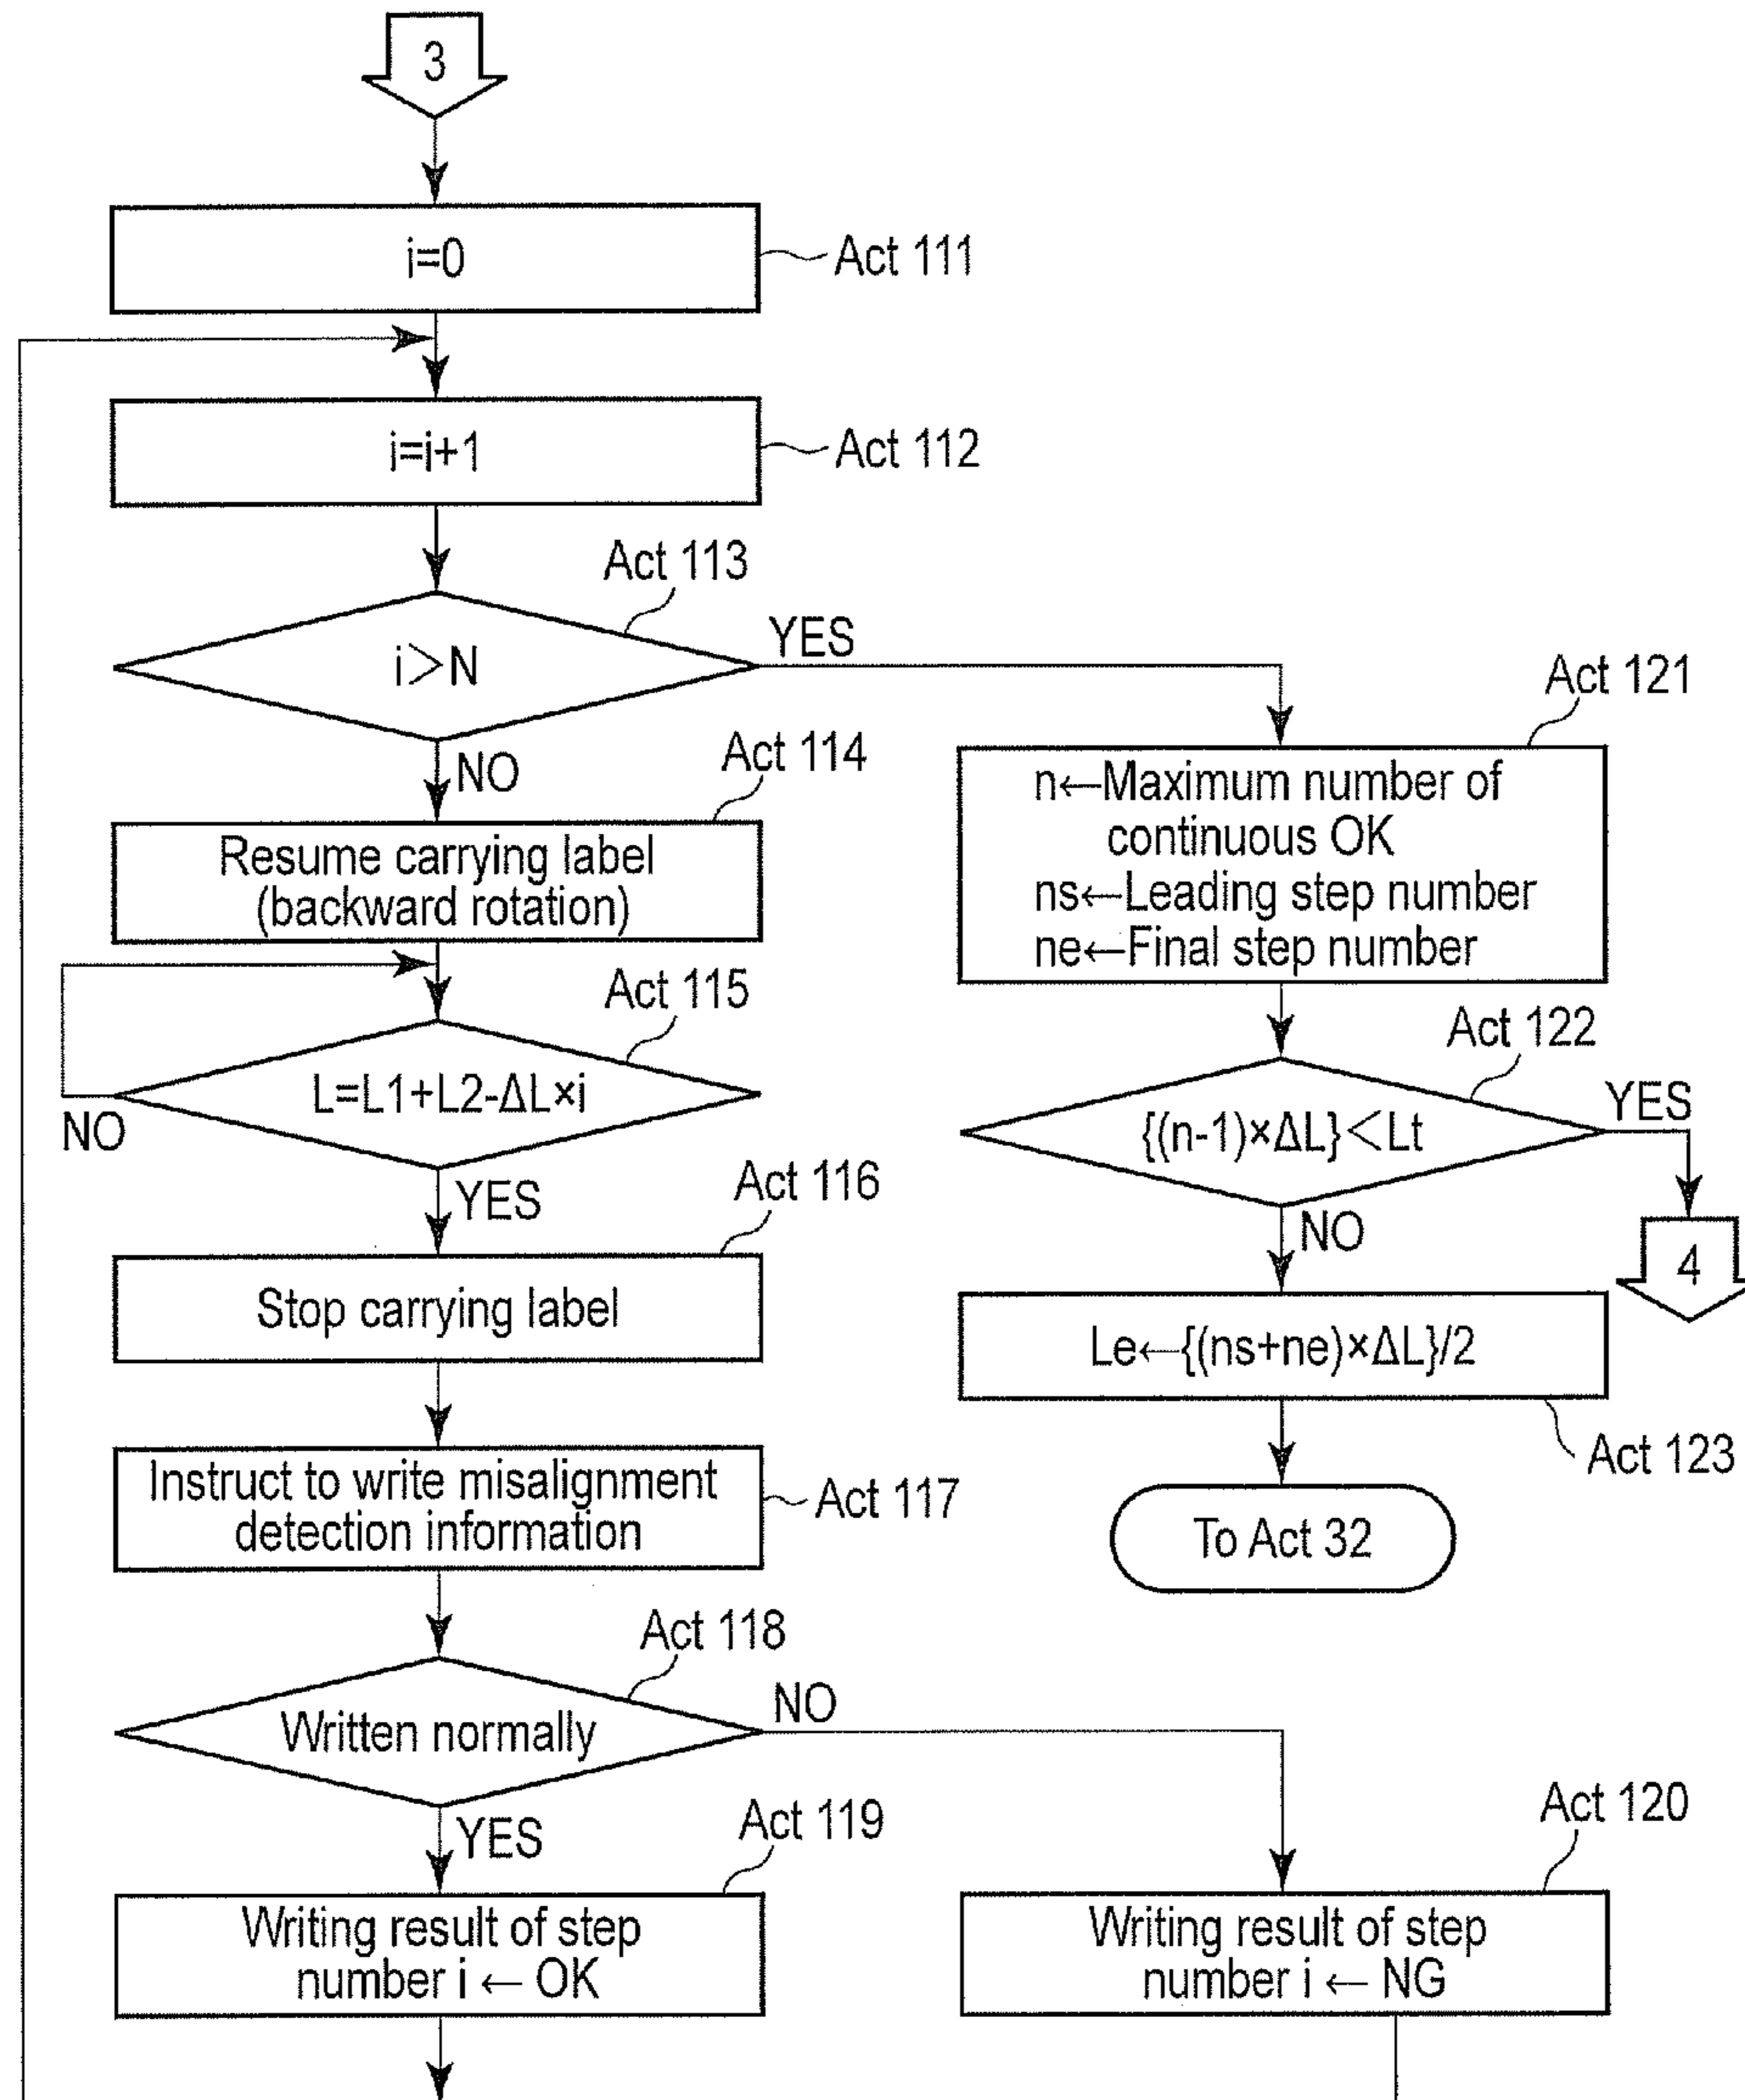 3
i=0
Act 111
i=i+1
Act 112
Act 113
i>N
YES
NO
Act 114
Resume carrying label
(backward rotation)
Act 115
L=L1+L2-ΔL×i
NO
YES
Act 116
Stop carrying label
Instruct to write misalignment
detection information
Act 117
Act 118
Written normally
NO
YES
Act 119
Writing result of step
number i ← OK
Act 120
Writing result of step
number i ← NG
Act 121
n←Maximum number of
continuous OK
ns←Leading step number
ne←Final step number
Act 122
{(n-1)×ΔL}<Lt
YES
4
NO
Le←{(ns+ne)×ΔL}/2
Act 123
To Act 32